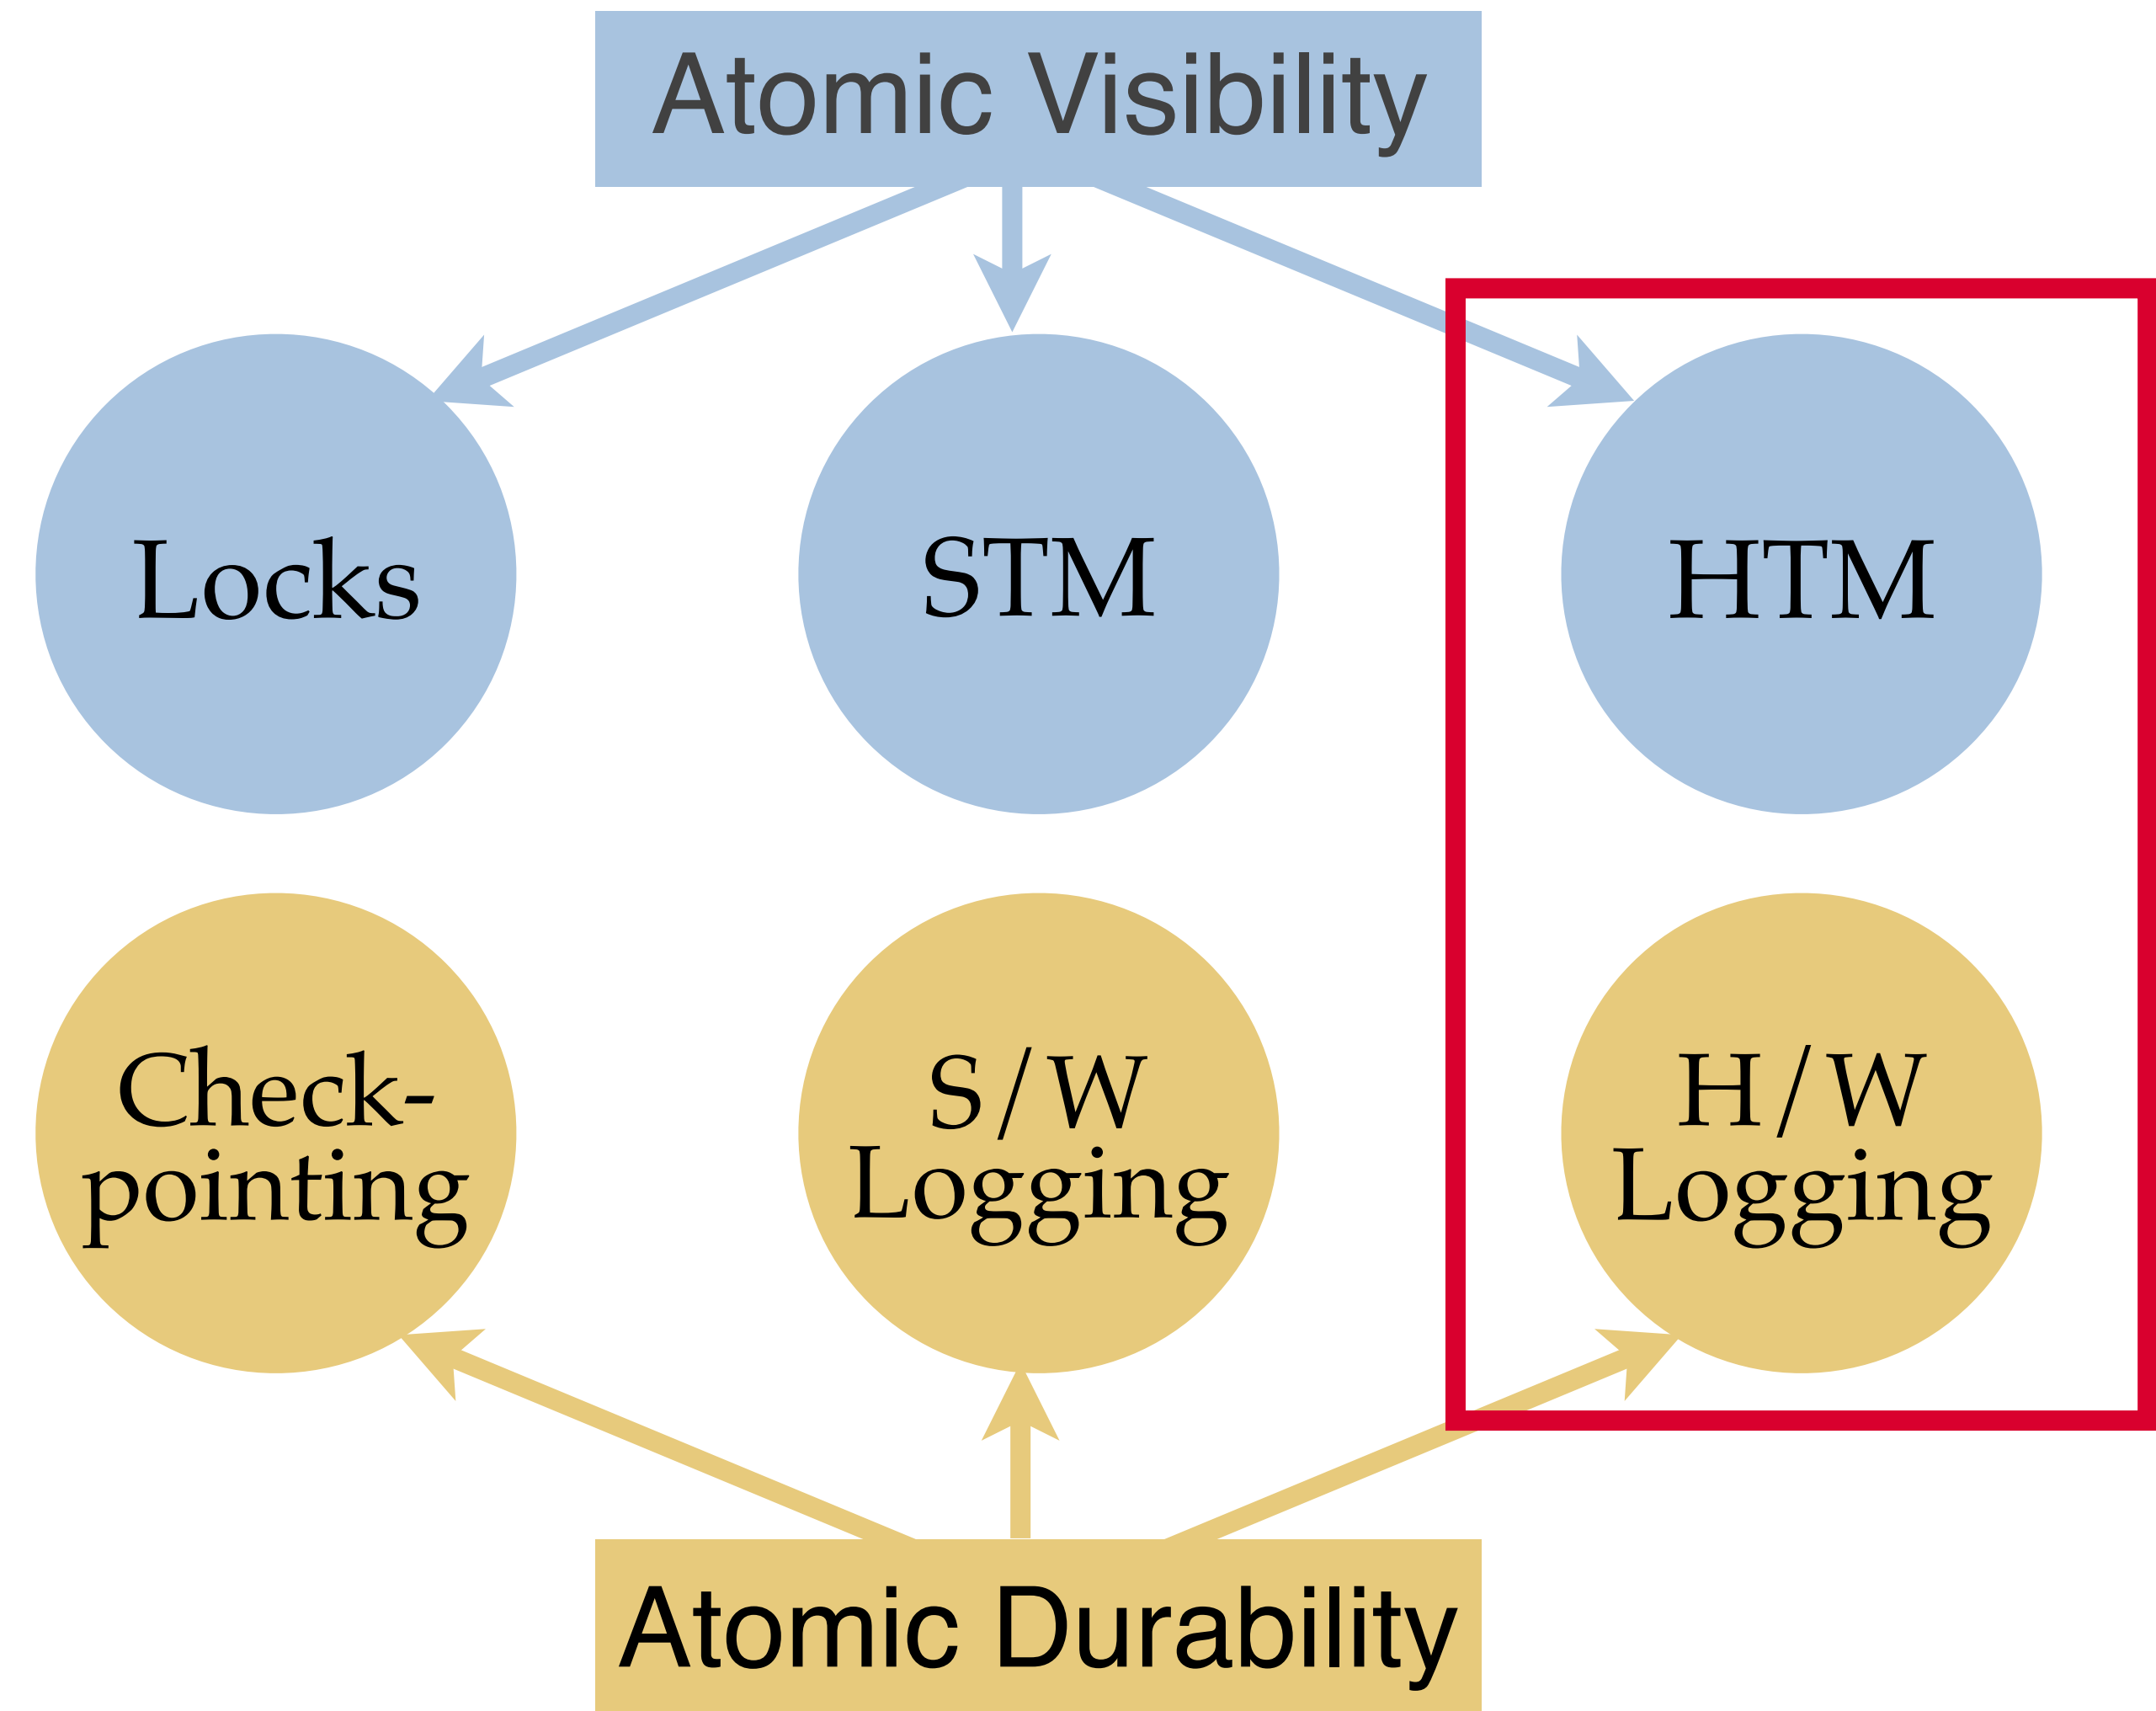 Atomic Visibility
Locks
STM
HTM
Check-
pointing
S/W
Logging
H/W
Logging
Atomic Durability